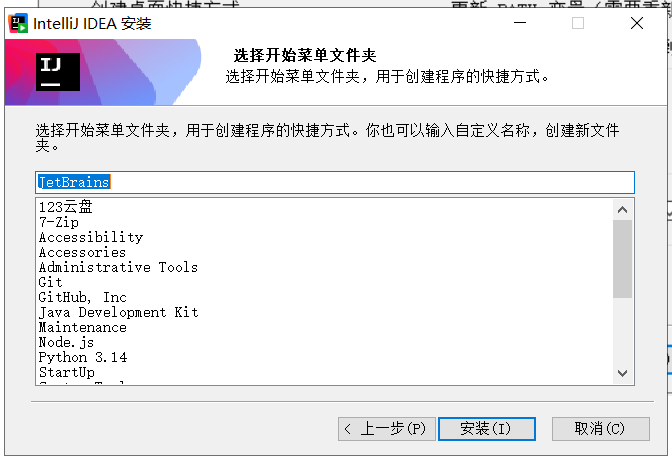 IntelliJ IDEA 安装
IJ
选择开始菜单文件夹
选择开始菜单文件夹，用于创建程序的快捷方式。
选择开始菜单文件夹，用于创建程序的快捷方式。你也可以输入自定义名称，创建新文件
夹。
JetBrains
123云盘
7-Zip
Accessibility
Accessories
Administrative Tools
Git
GitHub, Inc
Java Development Kit
Maintenance
Node.js
Python 3.14
StartUp
< 上一步(P)
安装(I)
取消(C)